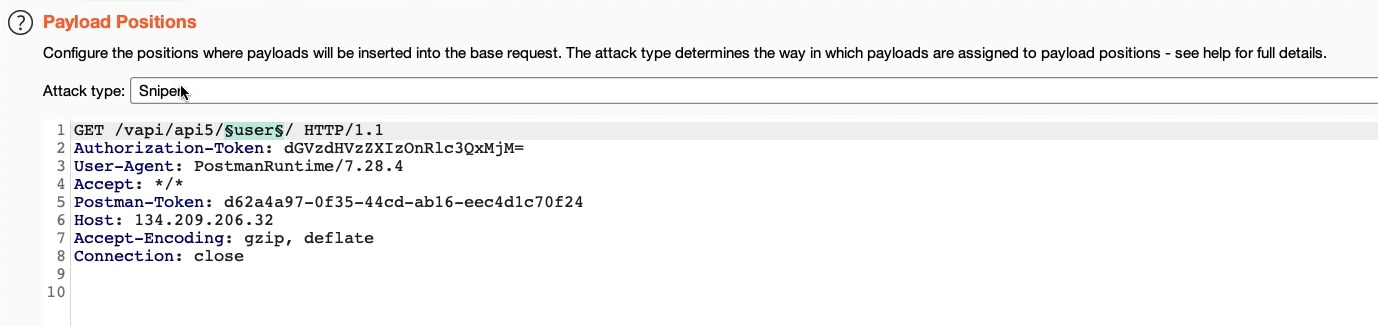 ? Payload Positions
Configure the positions where payloads will be inserted into the base request. The attack type determines the way in which payloads are assigned to payload positions - see help for full details.
Attack type: Sniper
1 GET /vapi/api5/§user§/ HTTP/1.1
2 Authorization-Token: dGVzdHVzZXIzOnRlc3QxMjM=
3 User-Agent: PostmanRuntime/7.28.4
4 Accept: */*
5 Postman-Token: d62a4a97-0f35-44cd-ab16-eec4d1c70f24
6 Host: 134.209.206.32
7 Accept-Encoding: gzip, deflate
8 Connection: close
9
10